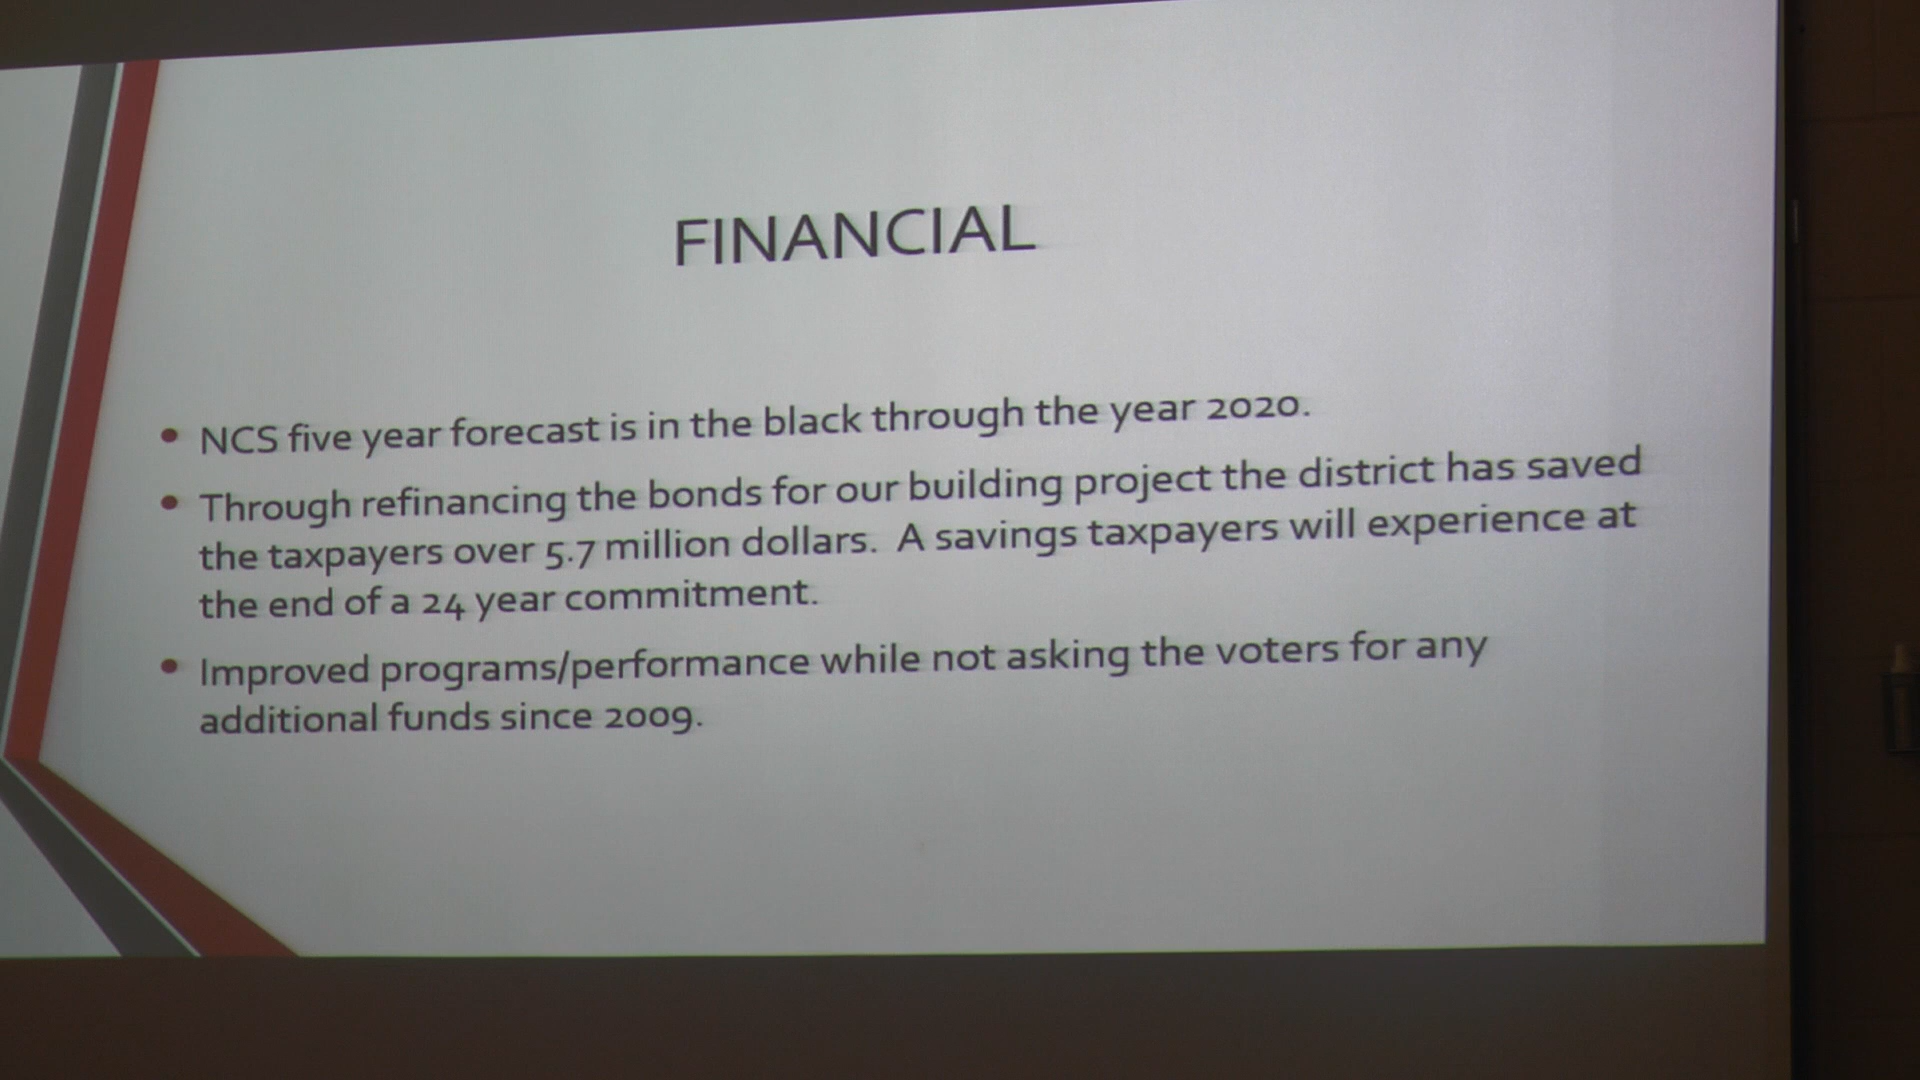 FINANCIAL
• NCS five year forecast is in the black through the year 2020.
• Through refinancing the bonds for our building project the district has saved
the taxpayers over 5.7 million dollars. A savings taxpayers will experience at
the end of a 24 year commitment.
• Improved programs/performance while not asking the voters for any
additional funds since 2009.